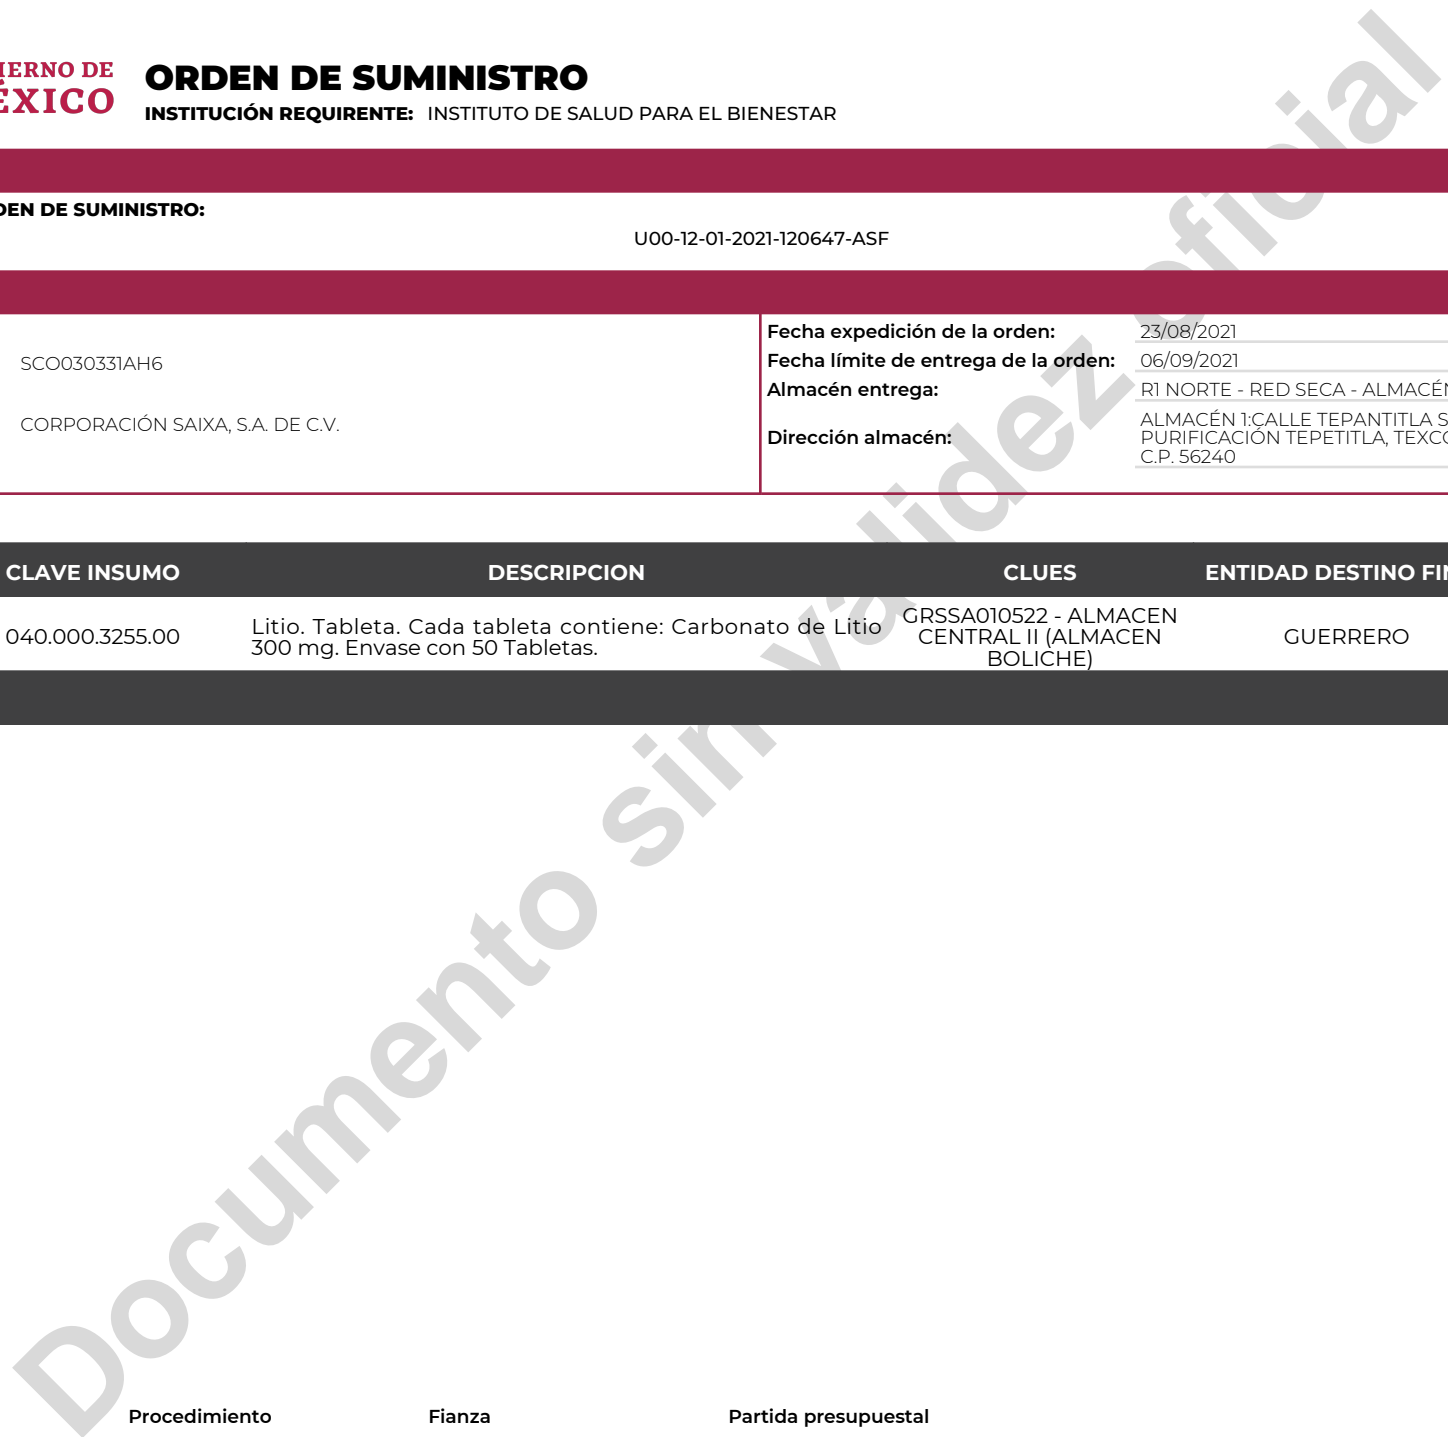 IERNO DE
ÉXICO
ORDEN DE SUMINISTRO
INSTITUCIÓN REQUIRENTE: INSTITUTO DE SALUD PARA EL BIENESTAR
DEN DE SUMINISTRO:
U00-12-01-2021-120647-ASF
SCO030331AH6
CORPORACIÓN SAIXA, S.A. DE C.V.
Fecha expedición de la orden: 23/08/2021
Fecha límite de entrega de la orden: 06/09/2021
Almacén entrega: R1 NORTE - RED SECA - ALMACÉN
Dirección almacén:
ALMACÉN 1:CALLE TEPANTITLA S
PURIFICACIÓN TEPETITLA, TEXCO
C.P. 56240
CLAVE INSUMO DESCRIPCION CLUES ENTIDAD DESTINO FIN
040.000.3255.00
Litio. Tableta. Cada tableta contiene: Carbonato de Litio
300 mg. Envase con 50 Tabletas.
GRSSA010522 - ALMACEN
CENTRAL II (ALMACEN
BOLICHE)
GUERRERO
Documento sin validez oficial
Procedimiento Fianza Partida presupuestal